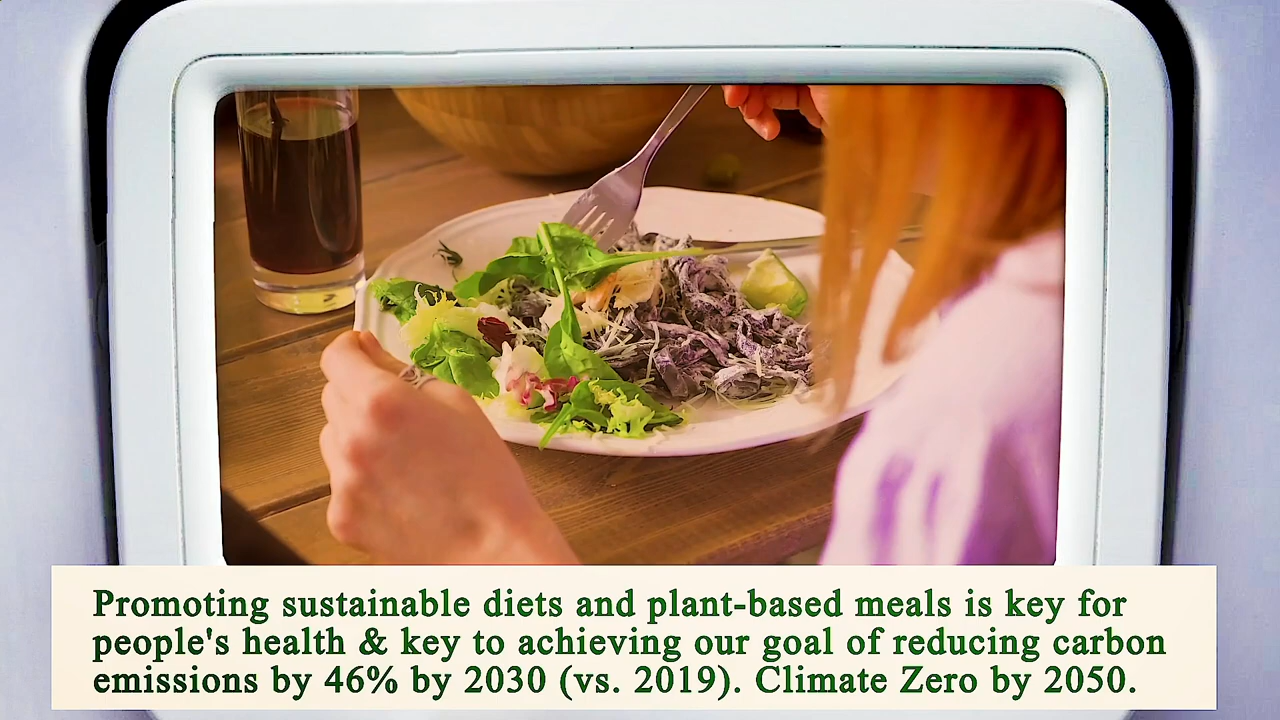 Promoting sustainable diets and plant-based meals is key for
people's health & key to achieving our goal of reducing carbon
emissions by 46% by 2030 (vs. 2019). Climate Zero by 2050.